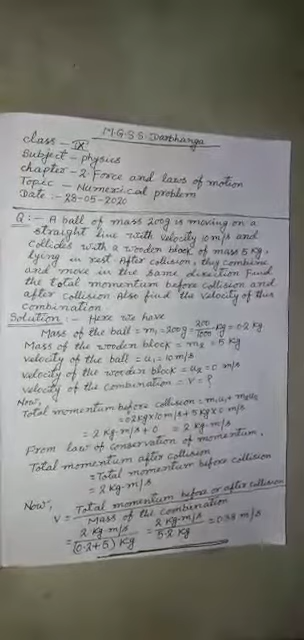 M.G.S.S. Darbhanga
Class - IX
Subject - physics
chapter - 2 Force and laws of motion
Topic - Numerical problem
Date :- 28-05-2020
Q:- A ball of mass 200g is moving on a
straight line with velocity 10 m/s and
collides with a wooden block of mass 5 kg,
lying in rest. After collision, they combine
and move in the same direction Find
the total momentum before collision and
after collision. Also find the velocity of this
combination.
Solution :- Here we have
Mass of the ball = m₁ = 200g = 200/1000 kg = 0.2 kg
Mass of the wooden block = m₂ = 5 kg
Velocity of the ball = u₁ = 10 m/s
Velocity of the wooden block = u₂ = 0 m/s
Velocity of the combination = V = ?
Now,
Total momentum before collision = m₁u₁ + m₂u₂
= 0.2 kg x 10 m/s + 5 kg x 0 m/s
= 2 kg·m/s + 0 = 2 kg·m/s
From law of conservation of momentum,
Total momentum after collision
= Total momentum before collision
= 2 kg·m/s
Now,
V = Total momentum before or after collision / Mass of the combination
= 2 kg·m/s / (0.2+5) kg = 2 kg·m/s / 5.2 kg = 0.38 m/s